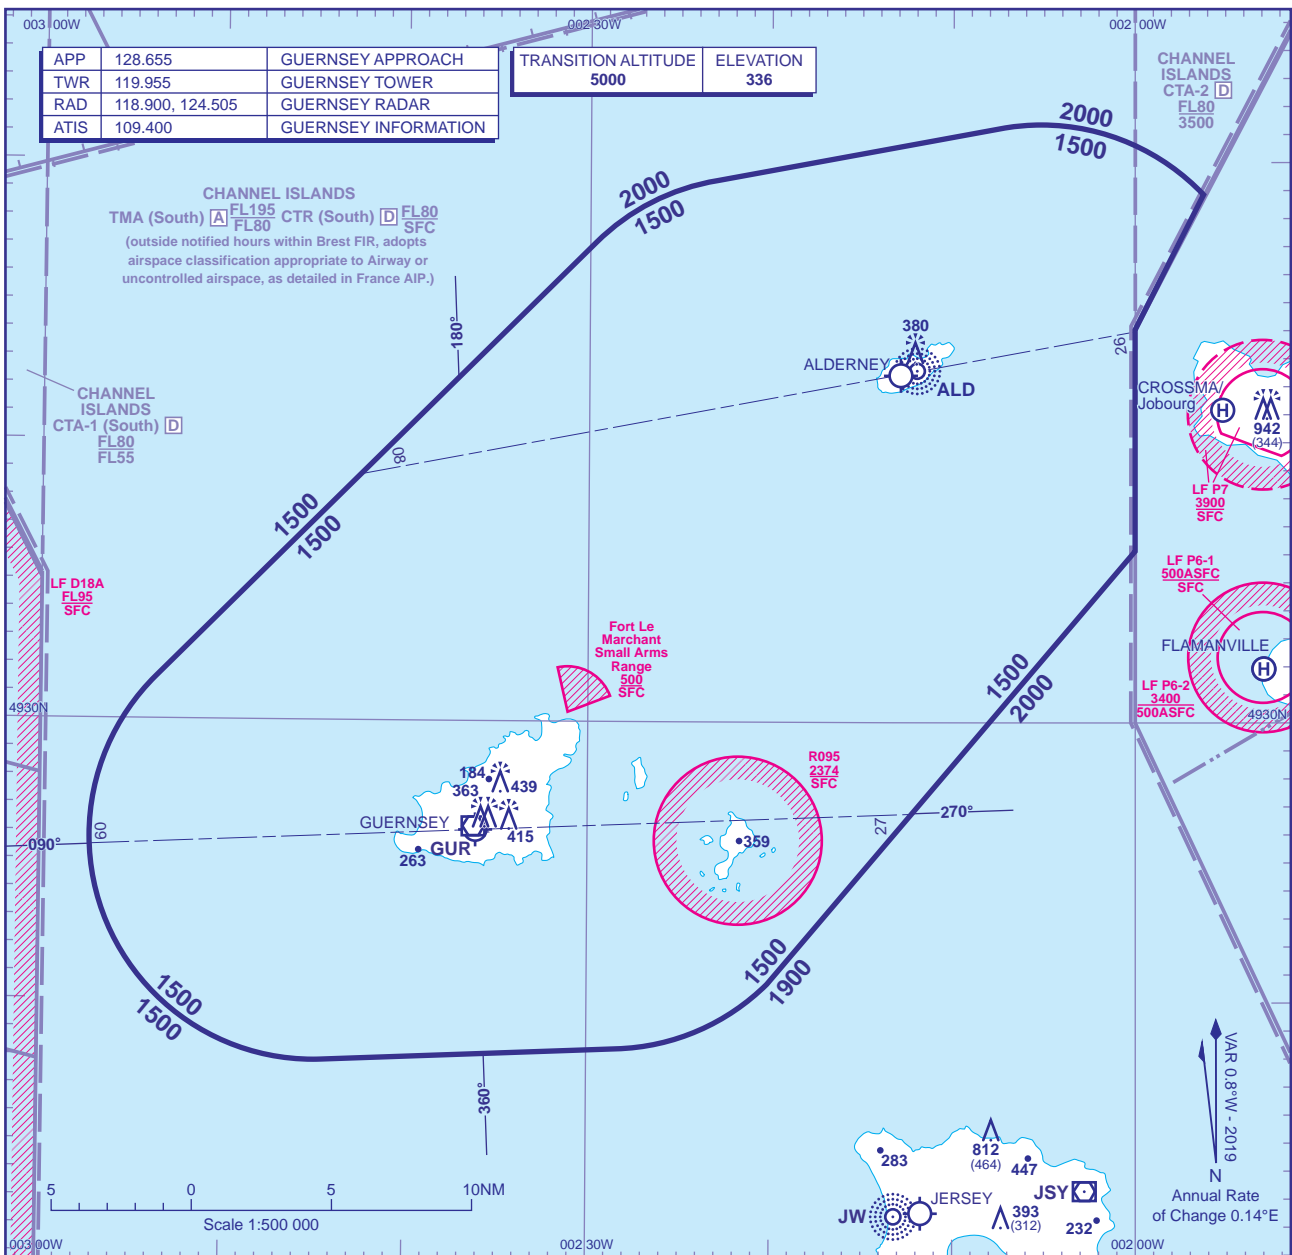 003 00W
002 30W
002 00W
APP 128.655 GUERNSEY APPROACH
TWR 119.955 GUERNSEY TOWER
RAD 118.900, 124.505 GUERNSEY RADAR
ATIS 109.400 GUERNSEY INFORMATION
TRANSITION ALTITUDE
5000
ELEVATION
336
CHANNEL
ISLANDS
CTA-2 D
FL80
3500
2000
1500
CHANNEL ISLANDS
TMA (South) A FL195 FL80 CTR (South) D FL80 SFC
(outside notified hours within Brest FIR, adopts
airspace classification appropriate to Airway or
uncontrolled airspace, as detailed in France AIP.)
2000
1500
180°
380
ALDERNEY
ALD
26
CROSSMA/
Jobourg
H
942
(344)
LF P7
3900
SFC
CHANNEL
ISLANDS
CTA-1 (South) D
FL80
FL55
08
1500
1500
LF D18A
FL95
SFC
LF P6-1
500ASFC
SFC
FLAMANVILLE
H
LF P6-2
3400
500ASFC
4930N
4930N
Fort Le
Marchant
Small Arms
Range
500
SFC
1500
2000
R095
2374
SFC
184
363
439
GUERNSEY
415
GUR
263
359
090°
09
27
270°
1500
1900
1500
1500
360°
VAR 0.8°W - 2019
N
Annual Rate
of Change 0.14°E
283
812
(464)
447
JW
JERSEY
JSY
393
(312)
232
5 0 5 10NM
Scale 1:500 000
003 00W
002 30W
002 00W